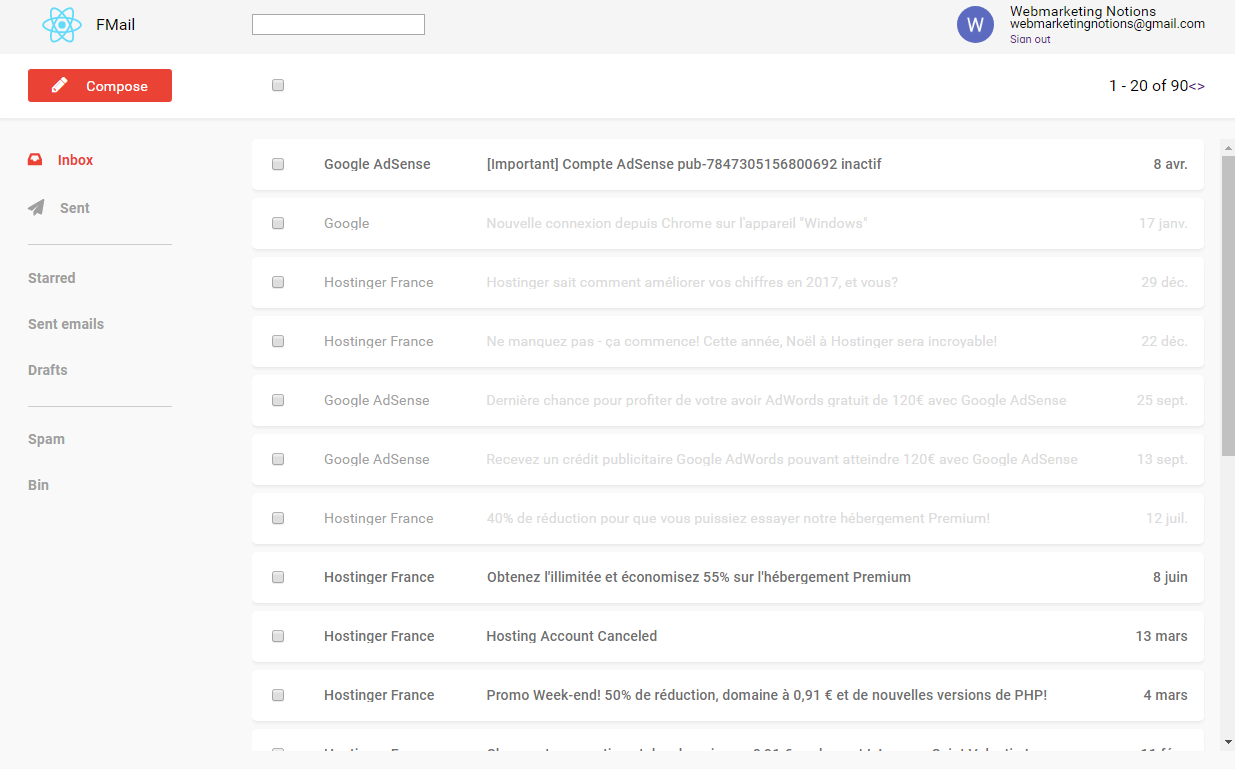 FMail
W
Webmarketing Notions
webmarketingnotions@gmail.com
Sign out
Compose
1 - 20 of 90<>
Inbox
Sent
Starred
Sent emails
Drafts
Spam
Bin
Google AdSense [Important] Compte AdSense pub-7847305156800692 inactif 8 avr.
Google Nouvelle connexion depuis Chrome sur l'appareil "Windows" 17 janv.
Hostinger France Hostinger sait comment améliorer vos chiffres en 2017, et vous? 29 déc.
Hostinger France Ne manquez pas - ça commence! Cette année, Noël à Hostinger sera incroyable! 22 déc.
Google AdSense Dernière chance pour profiter de votre avoir AdWords gratuit de 120€ avec Google AdSense 25 sept.
Google AdSense Recevez un crédit publicitaire Google AdWords pouvant atteindre 120€ avec Google AdSense 13 sept.
Hostinger France 40% de réduction pour que vous puissiez essayer notre hébergement Premium! 12 juil.
Hostinger France Obtenez l'illimitée et économisez 55% sur l'hébergement Premium 8 juin
Hostinger France Hosting Account Canceled 13 mars
Hostinger France Promo Week-end! 50% de réduction, domaine à 0,91 € et de nouvelles versions de PHP! 4 mars
Hostinger France